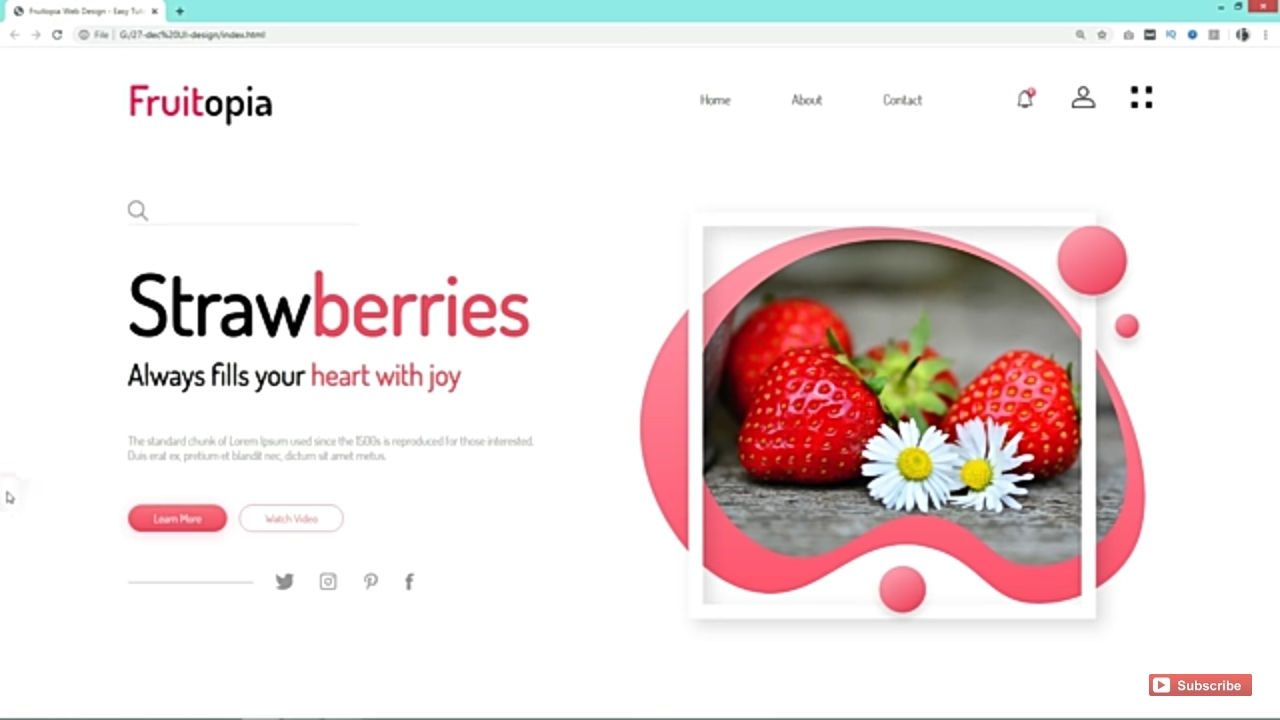 Fruitopia Web Design - Easy Tut
File
G:/27-dec%20UI-design/index.html
Fruitopia
Home About Contact
Strawberries
Always fills your heart with joy
The standard chunk of Lorem Ipsum used since the 1500s is reproduced for those interested.
Duis erat ex, pretium et blandit nec, dictum sit amet metus.
Learn More Watch Video
Subscribe